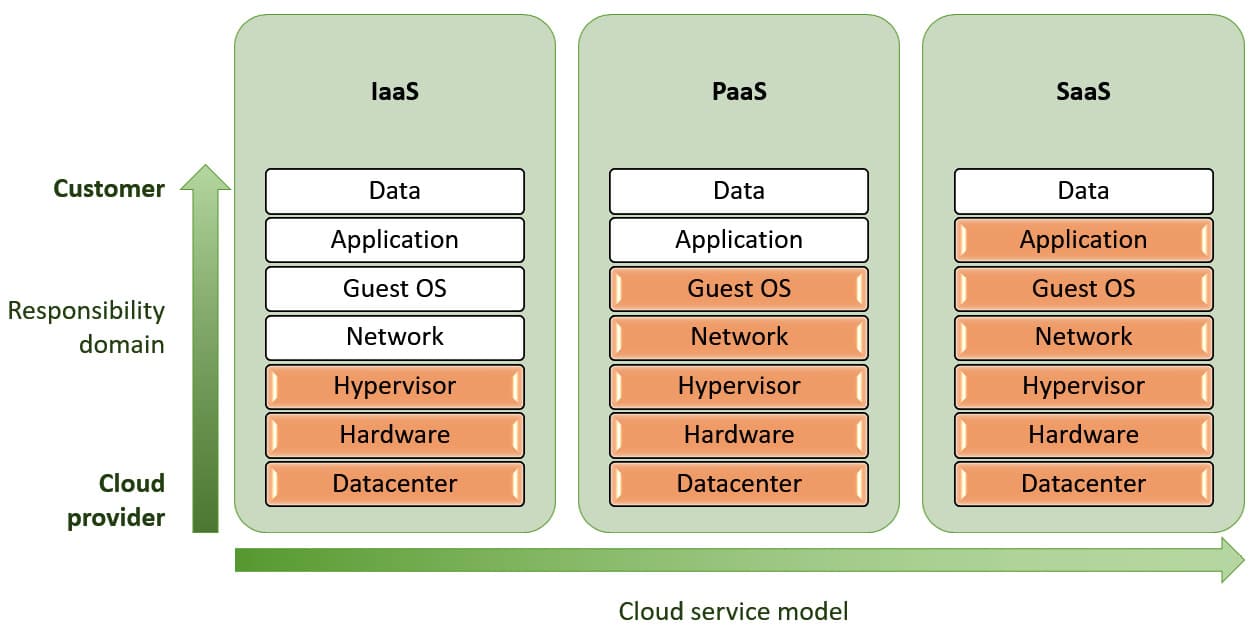 IaaS
PaaS
SaaS
Customer
Responsibility
domain
Cloud
provider
Data
Application
Guest OS
Network
Hypervisor
Hardware
Datacenter
Data
Application
Guest OS
Network
Hypervisor
Hardware
Datacenter
Data
Application
Guest OS
Network
Hypervisor
Hardware
Datacenter
Cloud service model